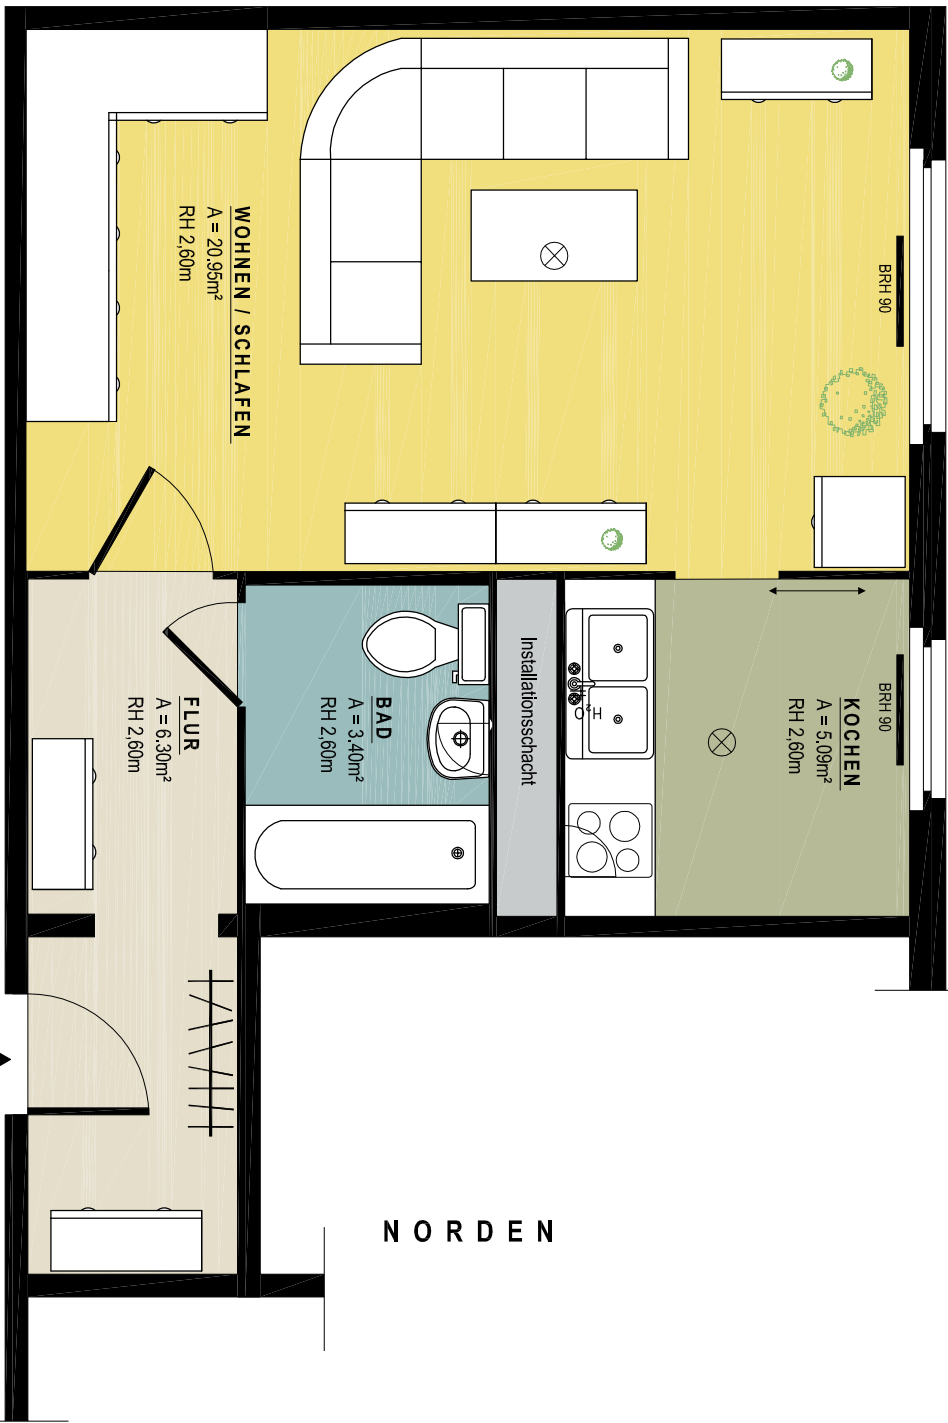 WOHNEN / SCHLAFEN
A = 20.95m²
RH 2,60m
BRH 90
KOCHEN
A = 5.09m²
RH 2,60m
BRH 90
H₂O
Installationsschacht
BAD
A = 3.40m²
RH 2,60m
FLUR
A = 6.30m²
RH 2,60m
NORDEN